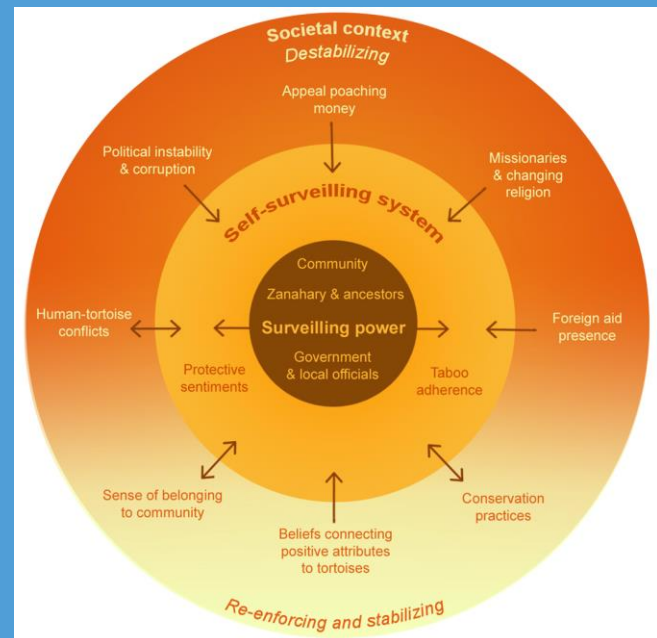 Societal context
Destabilizing
Appeal poaching
money
Political instability
& corruption
Missionaries
& changing
religion
Self-surveilling system
Community
Zanahary & ancestors
Surveilling power
Government
& local officials
Human-tortoise
conflicts
Foreign aid
presence
Protective
sentiments
Taboo
adherence
Sense of belonging
to community
Beliefs connecting
positive attributes
to tortoises
Conservation
practices
Re-enforcing and stabilizing